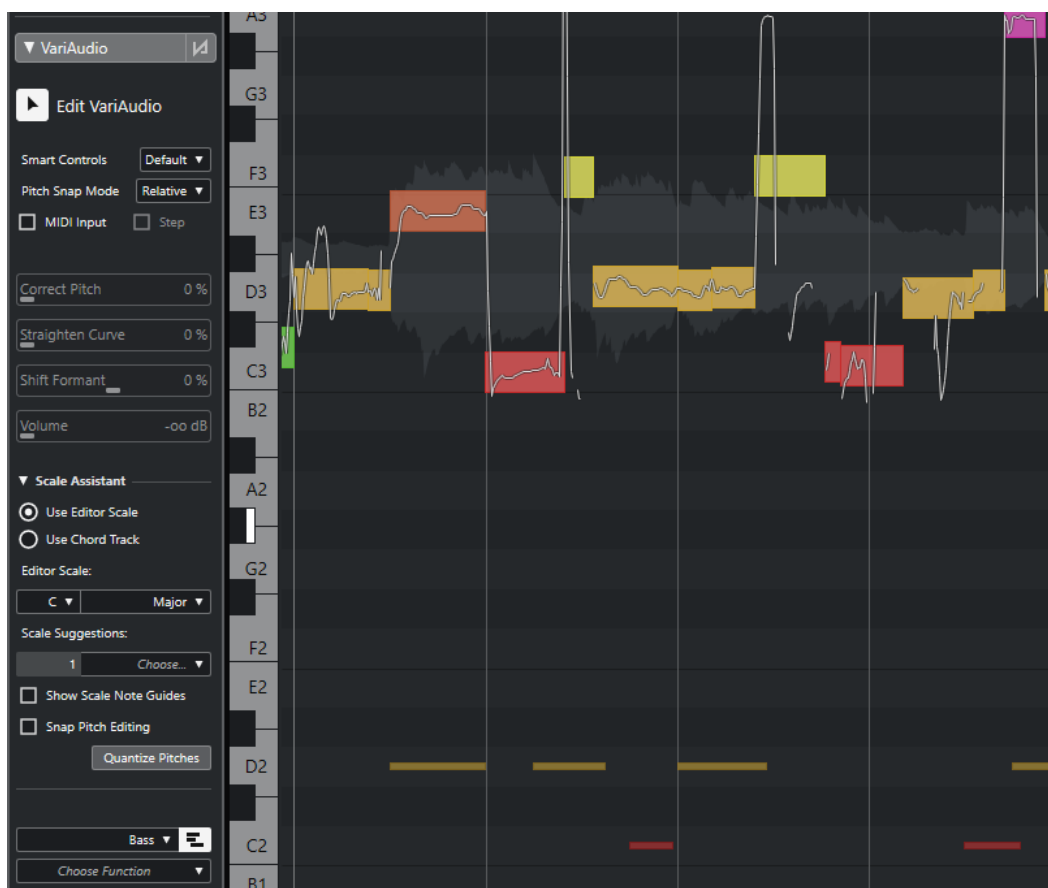 ▼ VariAudio
Edit VariAudio
Smart Controls Default ▼
Pitch Snap Mode Relative ▼
MIDI Input Step
Correct Pitch 0 %
Straighten Curve 0 %
Shift Formant 0 %
Volume -oo dB
▼ Scale Assistant
Use Editor Scale
Use Chord Track
Editor Scale:
C ▼ Major ▼
Scale Suggestions:
1 Choose... ▼
Show Scale Note Guides
Snap Pitch Editing
Quantize Pitches
Bass ▼
Choose Function ▼
A3
G3
F3
E3
D3
C3
B2
A2
G2
F2
E2
D2
C2
B1